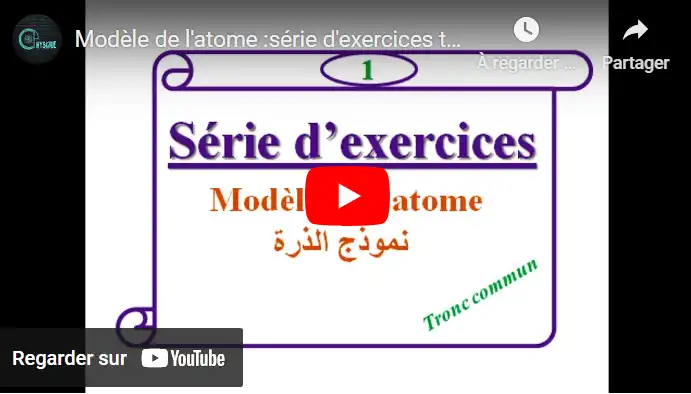 Modèle de l'atome :série d'exercices t...
À regarder ...
Partager
1
Série d'exercices
Modèl atome
نموذج الذرة
Tronc commun
Regarder sur YouTube